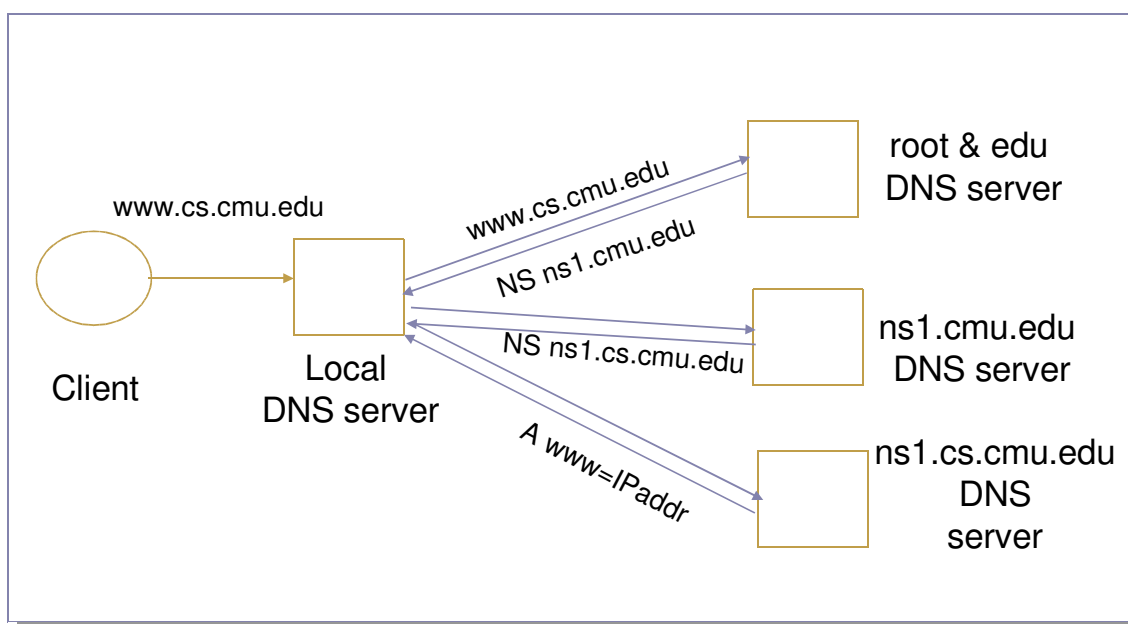 www.cs.cmu.edu
Client
Local
DNS server
www.cs.cmu.edu
NS ns1.cmu.edu
NS ns1.cs.cmu.edu
A www=IPaddr
root & edu
DNS server
ns1.cmu.edu
DNS server
ns1.cs.cmu.edu
DNS
server